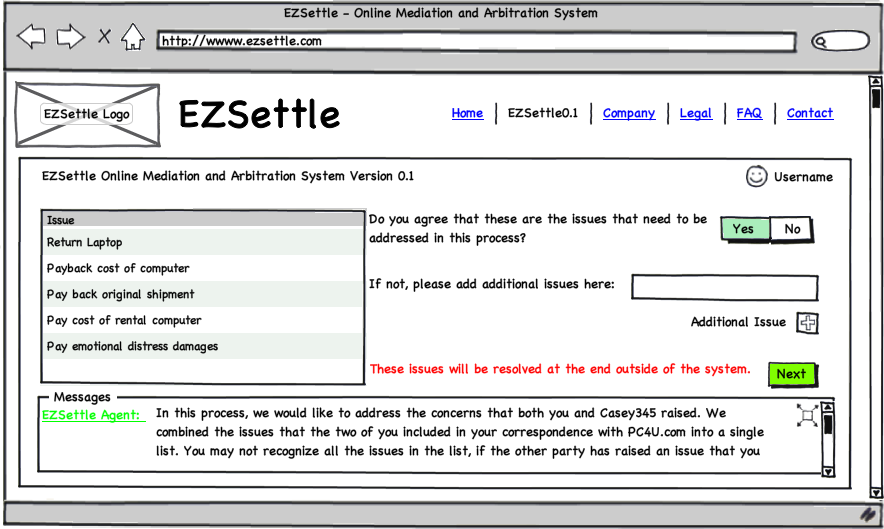 EZSettle – Online Mediation and Arbitration System
http://wwww.ezsettle.com
EZSettle Logo
EZSettle
Home EZSettle0.1 Company Legal FAQ Contact
EZSettle Online Mediation and Arbitration System Version 0.1
Username
Issue
Return Laptop
Payback cost of computer
Pay back original shipment
Pay cost of rental computer
Pay emotional distress damages
Do you agree that these are the issues that need to be
addressed in this process?
Yes No
If not, please add additional issues here:
Additional Issue
These issues will be resolved at the end outside of the system.
Next
Messages
EZSettle Agent:
In this process, we would like to address the concerns that both you and Casey345 raised. We
combined the issues that the two of you included in your correspondence with PC4U.com into a single
list. You may not recognize all the issues in the list, if the other party has raised an issue that you